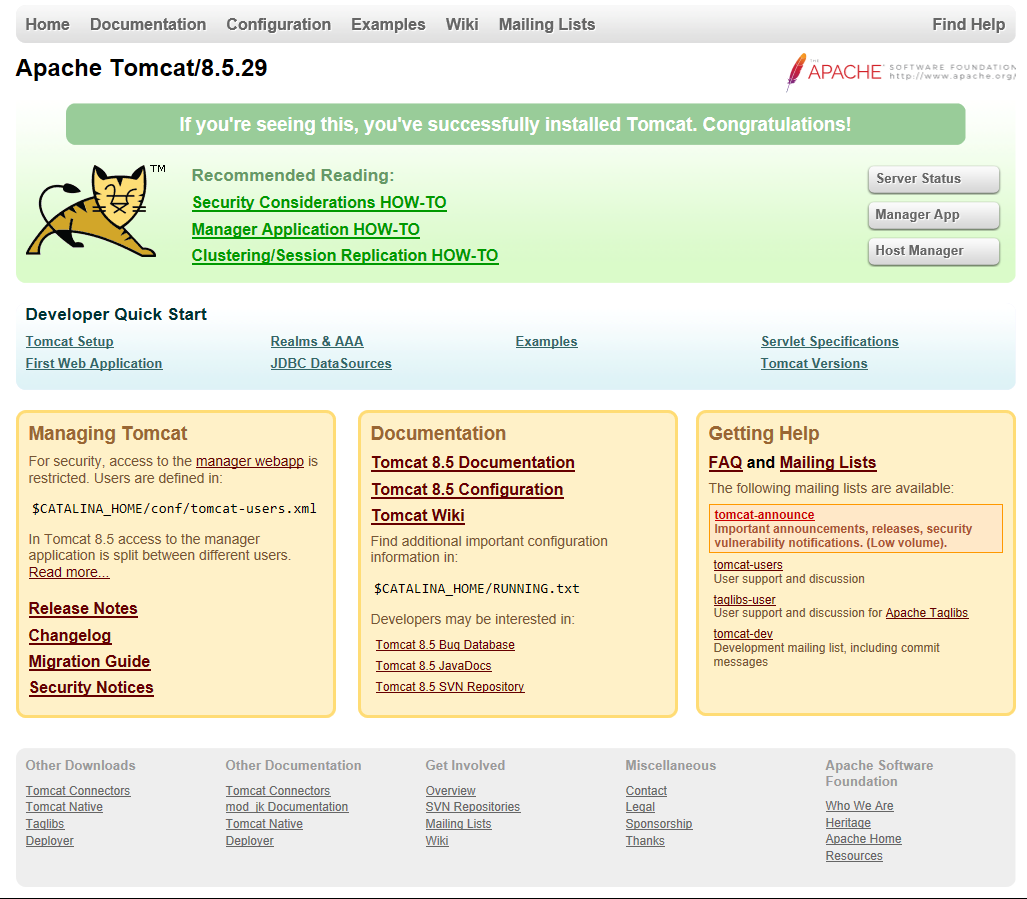 Home Documentation Configuration Examples Wiki Mailing Lists Find Help
Apache Tomcat/8.5.29
THE
APACHE SOFTWARE FOUNDATION
http://www.apache.org/
If you're seeing this, you've successfully installed Tomcat. Congratulations!
TM
Recommended Reading:
Security Considerations HOW-TO
Manager Application HOW-TO
Clustering/Session Replication HOW-TO
Server Status
Manager App
Host Manager
Developer Quick Start
Tomcat Setup
First Web Application
Realms & AAA
JDBC DataSources
Examples
Servlet Specifications
Tomcat Versions
Managing Tomcat
For security, access to the manager webapp is
restricted. Users are defined in:
$CATALINA_HOME/conf/tomcat-users.xml
In Tomcat 8.5 access to the manager
application is split between different users.
Read more...
Release Notes
Changelog
Migration Guide
Security Notices
Documentation
Tomcat 8.5 Documentation
Tomcat 8.5 Configuration
Tomcat Wiki
Find additional important configuration
information in:
$CATALINA_HOME/RUNNING.txt
Developers may be interested in:
Tomcat 8.5 Bug Database
Tomcat 8.5 JavaDocs
Tomcat 8.5 SVN Repository
Getting Help
FAQ and Mailing Lists
The following mailing lists are available:
tomcat-announce
Important announcements, releases, security
vulnerability notifications. (Low volume).
tomcat-users
User support and discussion
taglibs-user
User support and discussion for Apache Taglibs
tomcat-dev
Development mailing list, including commit
messages
Other Downloads
Tomcat Connectors
Tomcat Native
Taglibs
Deployer
Other Documentation
Tomcat Connectors
mod_jk Documentation
Tomcat Native
Deployer
Get Involved
Overview
SVN Repositories
Mailing Lists
Wiki
Miscellaneous
Contact
Legal
Sponsorship
Thanks
Apache Software
Foundation
Who We Are
Heritage
Apache Home
Resources